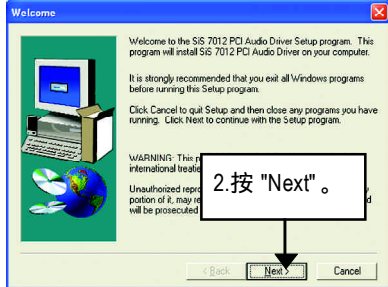 Welcome
Welcome to the SiS 7012 PCI Audio Driver Setup program. This
program will install SiS 7012 PCI Audio Driver on your computer.
It is strongly recommended that you exit all Windows programs
before running this Setup program.
Click Cancel to quit Setup and then close any programs you have
running. Click Next to continue with the Setup program.
WARNING: This
international
Unauthorized
portion of it, may
will be prosecuted
2.按 "Next"。
< Back
Next >
Cancel